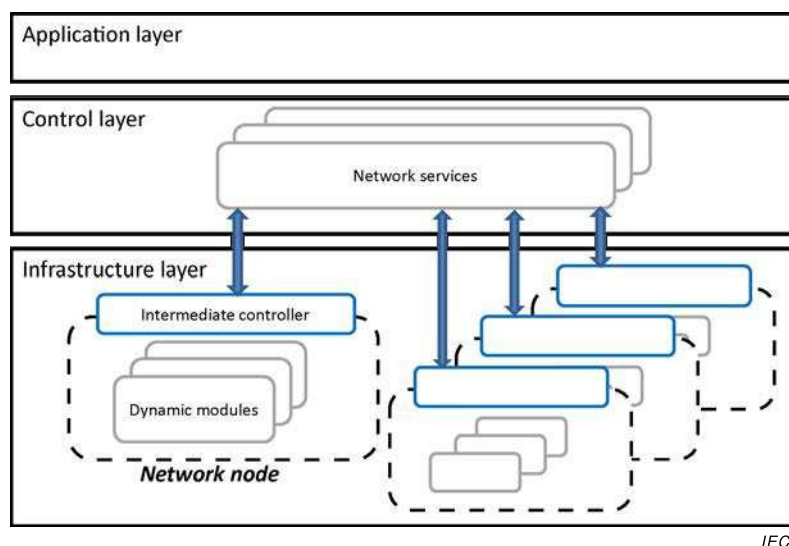 Application layer
Control layer
Network services
Infrastructure layer
Intermediate controller
Dynamic modules
Network node
IEC